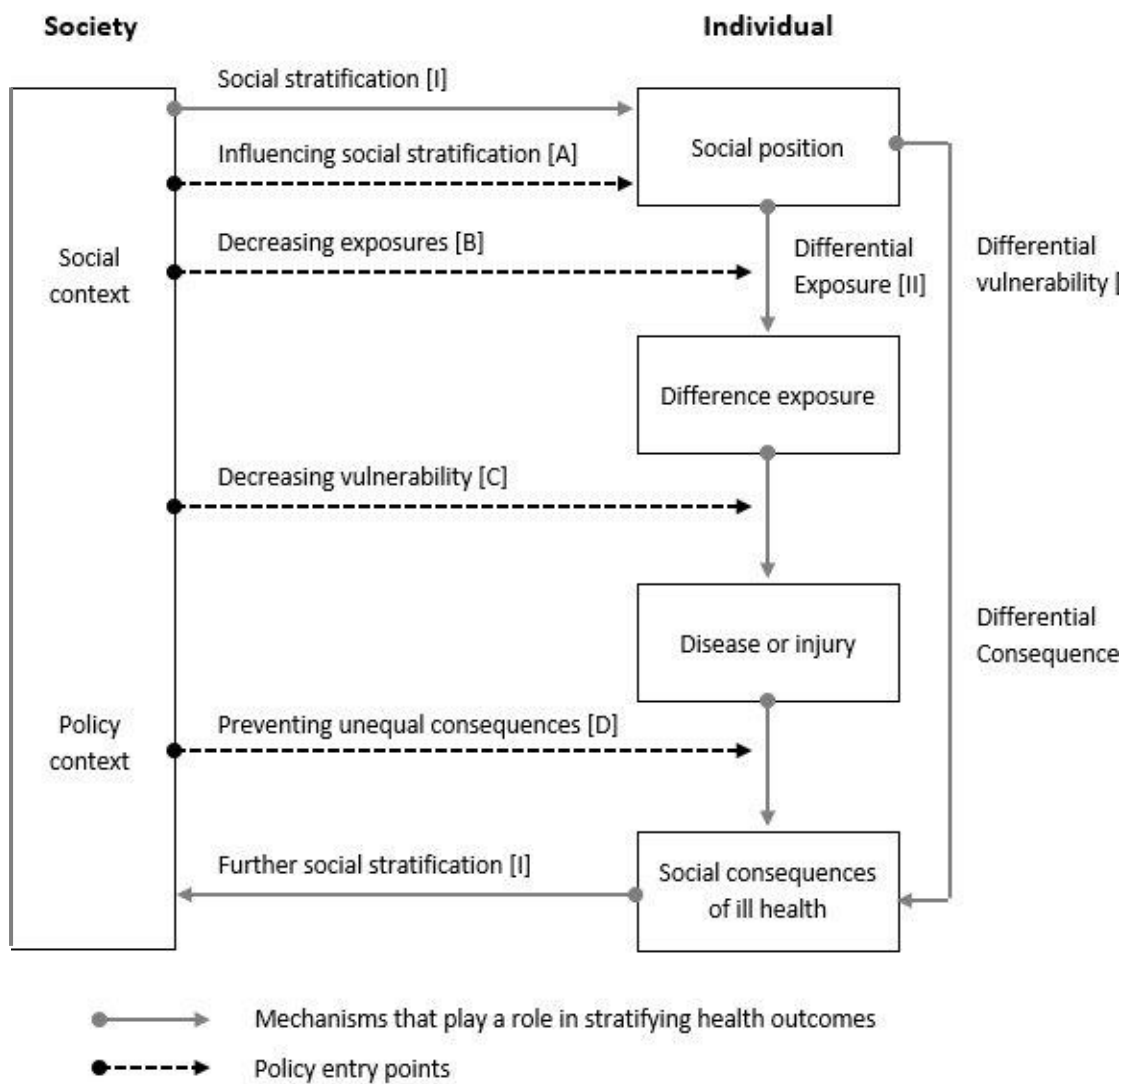 Society
Individual
Social stratification [I]
Social position
Influencing social stratification [A]
Decreasing exposures [B]
Social
context
Differential
Exposure [II]
Differential
vulnerability [
Difference exposure
Decreasing vulnerability [C]
Disease or injury
Differential
Consequence
Policy
context
Preventing unequal consequences [D]
Further social stratification [I]
Social consequences
of ill health
Mechanisms that play a role in stratifying health outcomes
Policy entry points